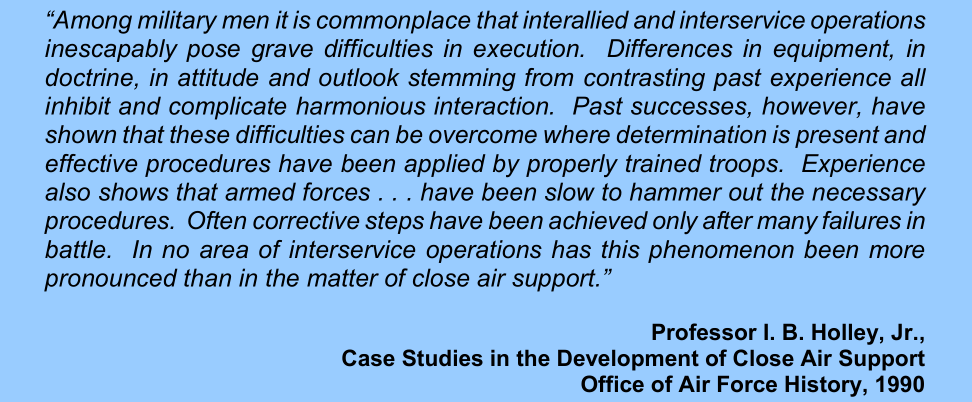 “Among military men it is commonplace that interallied and interservice operations
inescapably pose grave difficulties in execution.  Differences in equipment, in
doctrine, in attitude and outlook stemming from contrasting past experience all
inhibit and complicate harmonious interaction.  Past successes, however, have
shown that these difficulties can be overcome where determination is present and
effective procedures have been applied by properly trained troops.  Experience
also shows that armed forces . . . have been slow to hammer out the necessary
procedures.  Often corrective steps have been achieved only after many failures in
battle.  In no area of interservice operations has this phenomenon been more
pronounced than in the matter of close air support.”
Professor I. B. Holley, Jr.,
Case Studies in the Development of Close Air Support
Office of Air Force History, 1990